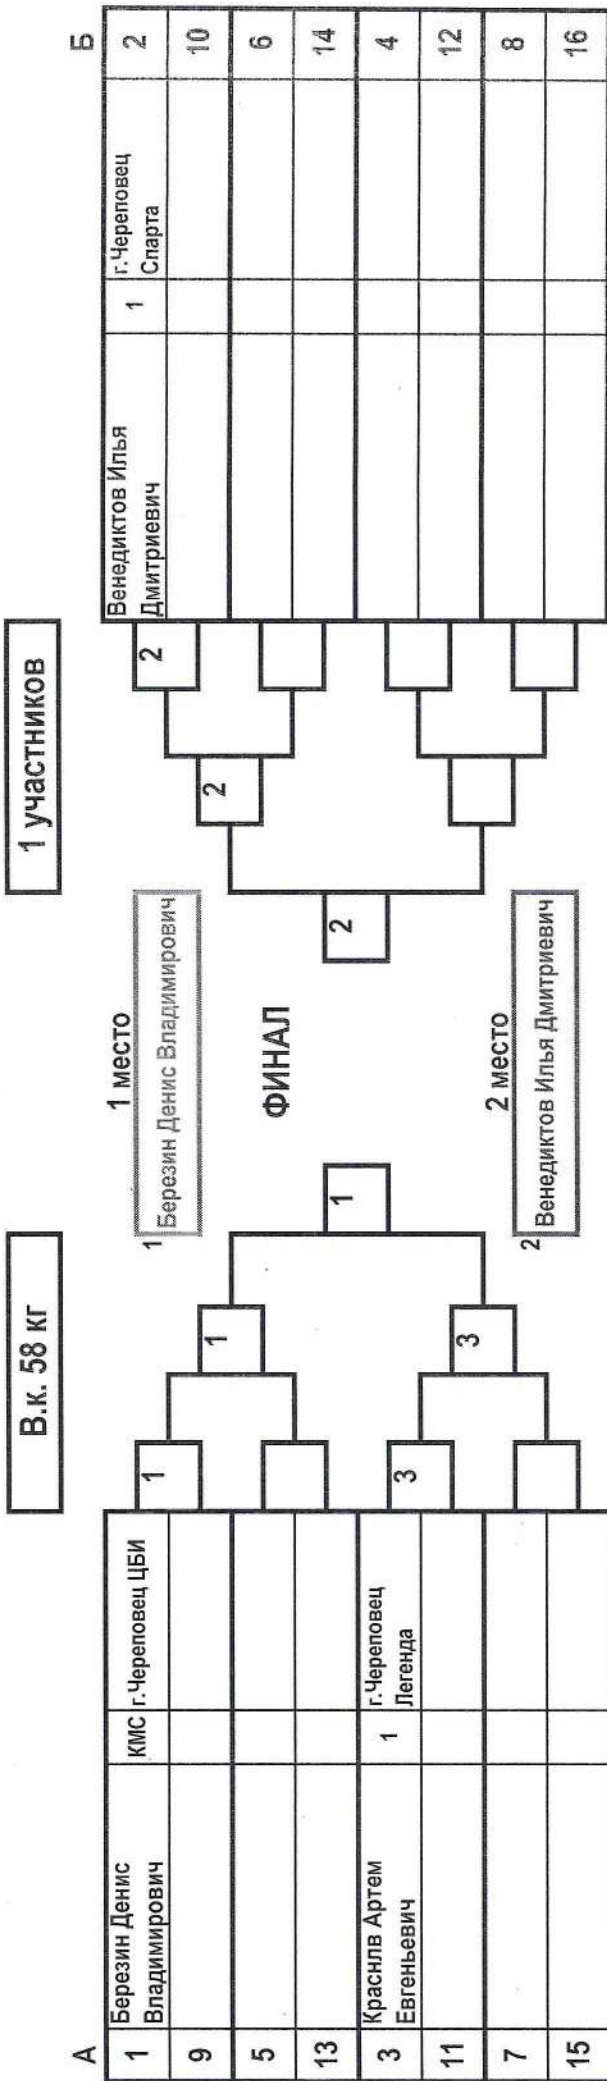 В.к. 58 кг
1 участников
А
1 Березин Денис Владимирович КМС г.Череповец ЦБИ
9
5
13
3 Краснлв Артем Евгеньевич 1 г.Череповец Легенда
11
7
15
1
3
1
3
1
1 место
1 Березин Денис Владимирович
ФИНАЛ
2 место
2 Венедиктов Илья Дмитриевич
2
2
2
Б
Венедиктов Илья Дмитриевич 1 г.Череповец Спарта 2
10
6
14
4
12
8
16